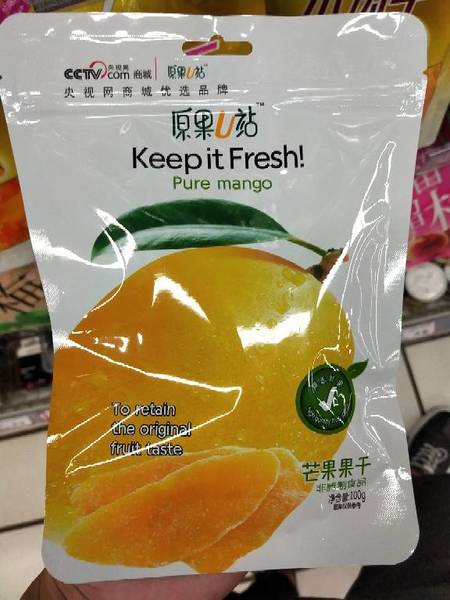 CCTV 央视网 .com 商城 原果U站
央视网商城优选品牌
原果U站™
Keep it Fresh!
Pure mango
To retain
the original
fruit taste
芒果果干
净含量:100g